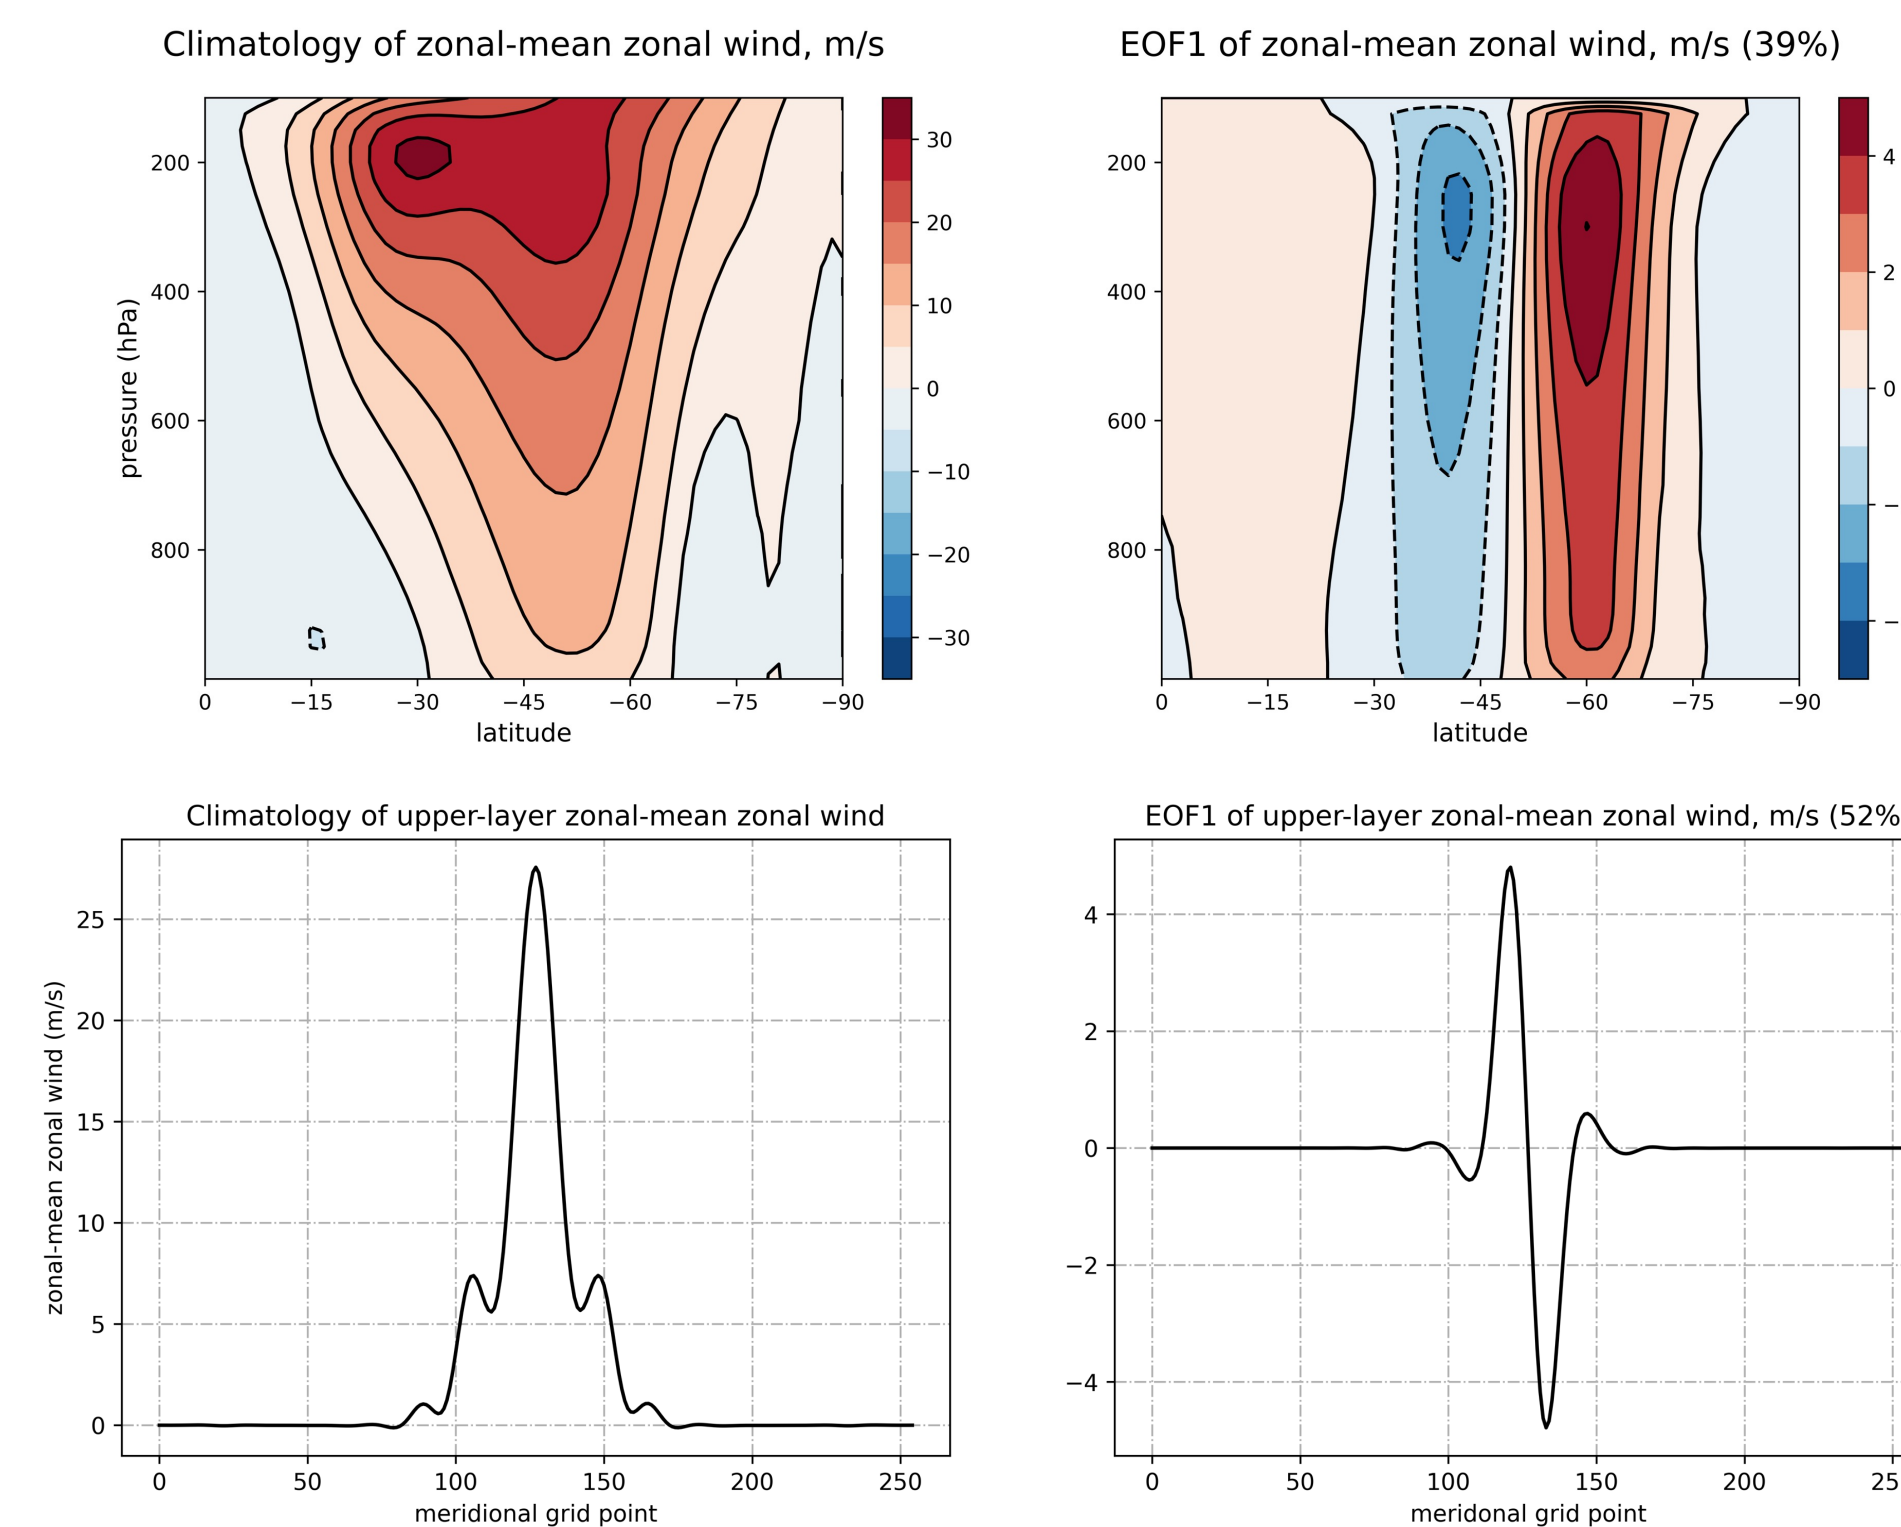 Climatology of zonal-mean zonal wind, m/s
EOF1 of zonal-mean zonal wind, m/s (39%)
pressure (hPa)
200
400
600
800
0 −15 −30 −45 −60 −75 −90
latitude
30
20
10
0
−10
−20
−30
200
400
600
800
0 −15 −30 −45 −60 −75 −90
latitude
4
2
0
−
−
Climatology of upper-layer zonal-mean zonal wind
EOF1 of upper-layer zonal-mean zonal wind, m/s (52%
zonal-mean zonal wind (m/s)
25
20
15
10
5
0
0 50 100 150 200 250
meridional grid point
4
2
0
−2
−4
0 50 100 150 200 25
meridonal grid point